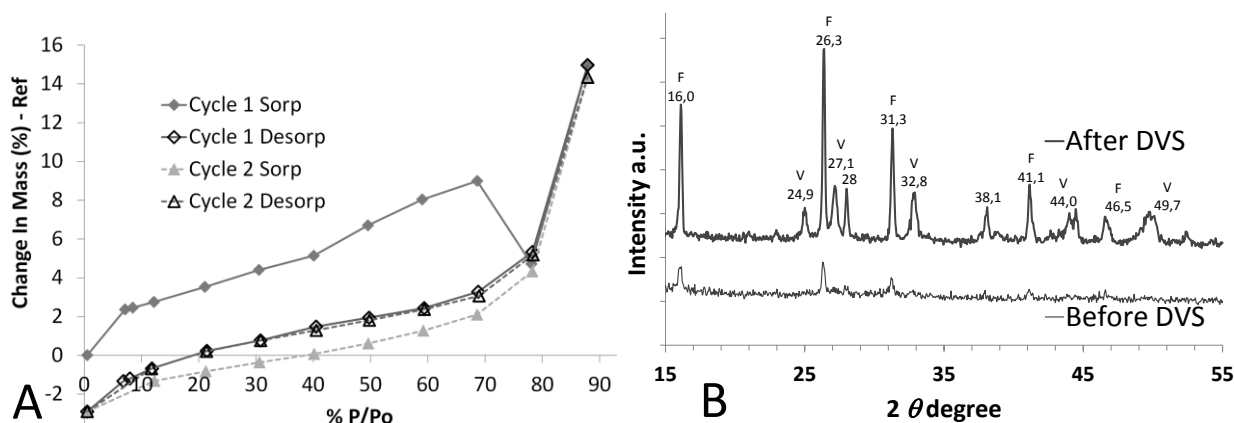 16
14
12
10
8
6
4
2
0
-2
Change In Mass (%) - Ref
Cycle 1 Sorp
Cycle 1 Desorp
Cycle 2 Sorp
Cycle 2 Desorp
0 10 20 30 40 50 60 70 80 90
% P/Po
A
Intensity a.u.
F
16,0
V
24,9
F
26,3
V
27,1
28
F
31,3
V
32,8
38,1
F
41,1
V
44,0
F
46,5
V
49,7
After DVS
Before DVS
15 25 35 45 55
2 θ degree
B